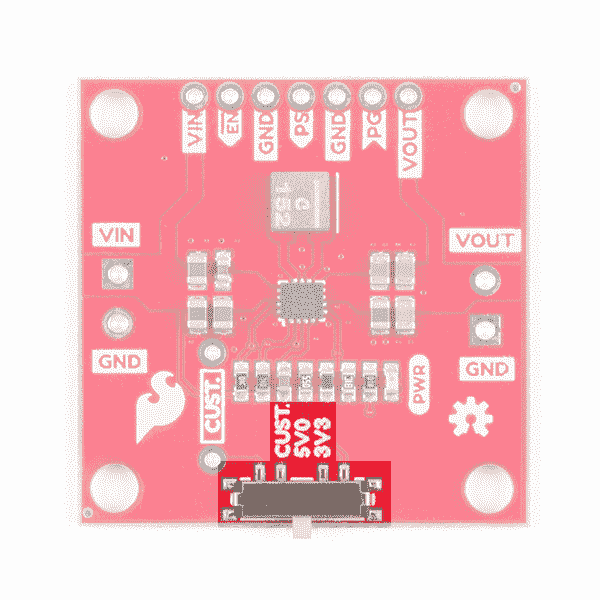 VIN
EN
GND
PS
GND
PG
VOUT
152
VIN
VOUT
GND
GND
CUST.
PWR
CUST.
5V0
3V3